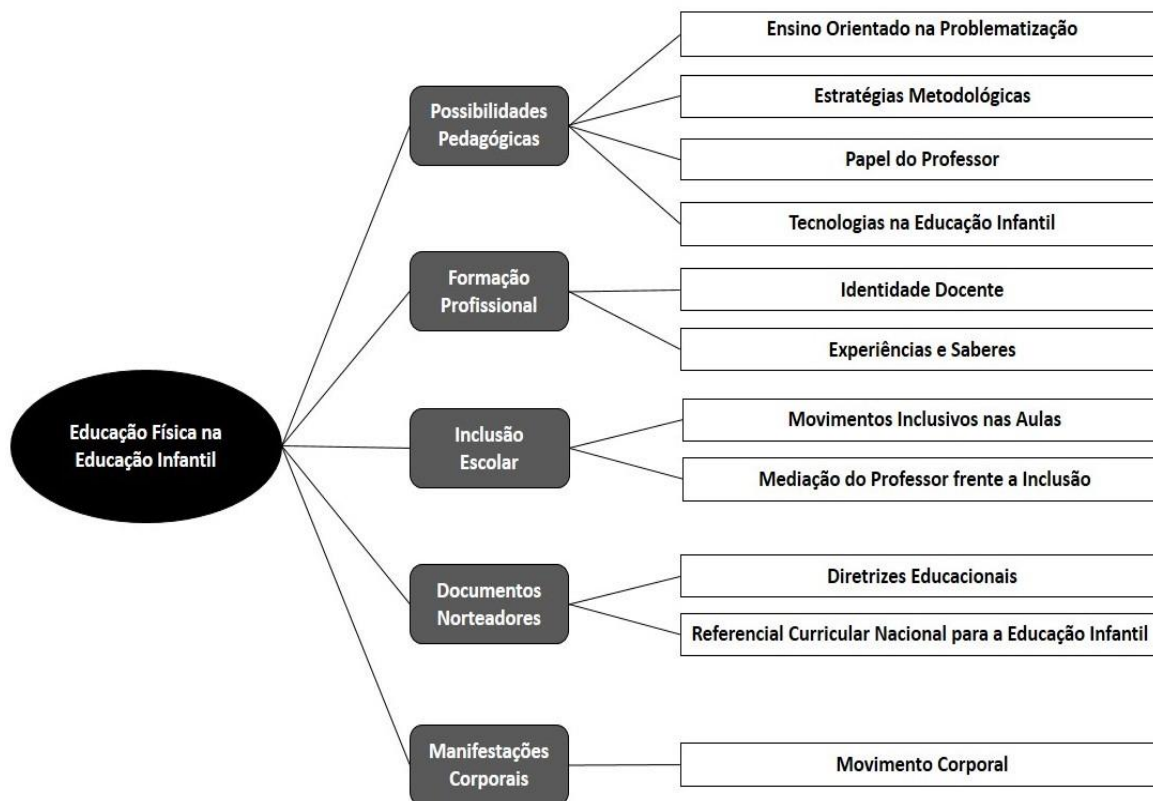 Educação Física na
Educação Infantil
Possibilidades
Pedagógicas
Ensino Orientado na Problematização
Estratégias Metodológicas
Papel do Professor
Tecnologias na Educação Infantil
Formação
Profissional
Identidade Docente
Experiências e Saberes
Inclusão
Escolar
Movimentos Inclusivos nas Aulas
Mediação do Professor frente a Inclusão
Documentos
Norteadores
Diretrizes Educacionais
Referencial Curricular Nacional para a Educação Infantil
Manifestações
Corporais
Movimento Corporal